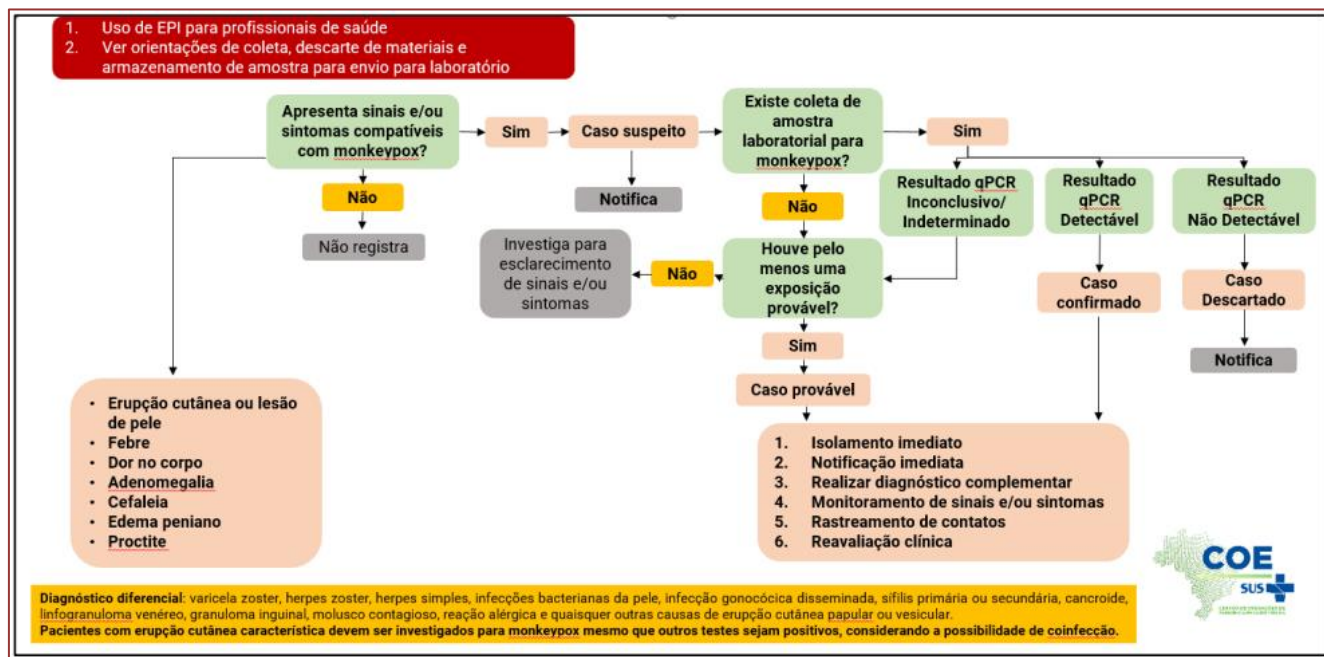 1. Uso de EPI para profissionais de saúde
2. Ver orientações de coleta, descarte de materiais e
armazenamento de amostra para envio para laboratório
Apresenta sinais e/ou
sintomas compatíveis
com monkeypox?
Sim
Caso suspeito
Existe coleta de
amostra
laboratorial para
monkeypox?
Sim
Não
Não registra
Notifica
Não
Resultado qPCR
Inconclusivo/
Indeterminado
Resultado
qPCR
Detectável
Resultado
qPCR
Não Detectável
Investiga para
esclarecimento
de sinais e/ou
sintomas
Não
Houve pelo
menos uma
exposição
provável?
Caso
confirmado
Caso
Descartado
Sim
Notifica
Caso provável
• Erupção cutânea ou lesão
de pele
• Febre
• Dor no corpo
• Adenomegalia
• Cefaleia
• Edema peniano
• Proctite
1. Isolamento imediato
2. Notificação imediata
3. Realizar diagnóstico complementar
4. Monitoramento de sinais e/ou sintomas
5. Rastreamento de contatos
6. Reavaliação clínica
COE
SUS
Diagnóstico diferencial: varicela zoster, herpes zoster, herpes simples, infecções bacterianas da pele, infecção gonocócica disseminada, sífilis primária ou secundária, cancroide,
linfogranuloma venéreo, granuloma inguinal, molusco contagioso, reação alérgica e quaisquer outras causas de erupção cutânea papular ou vesicular.
Pacientes com erupção cutânea característica devem ser investigados para monkeypox mesmo que outros testes sejam positivos, considerando a possibilidade de coinfecção.